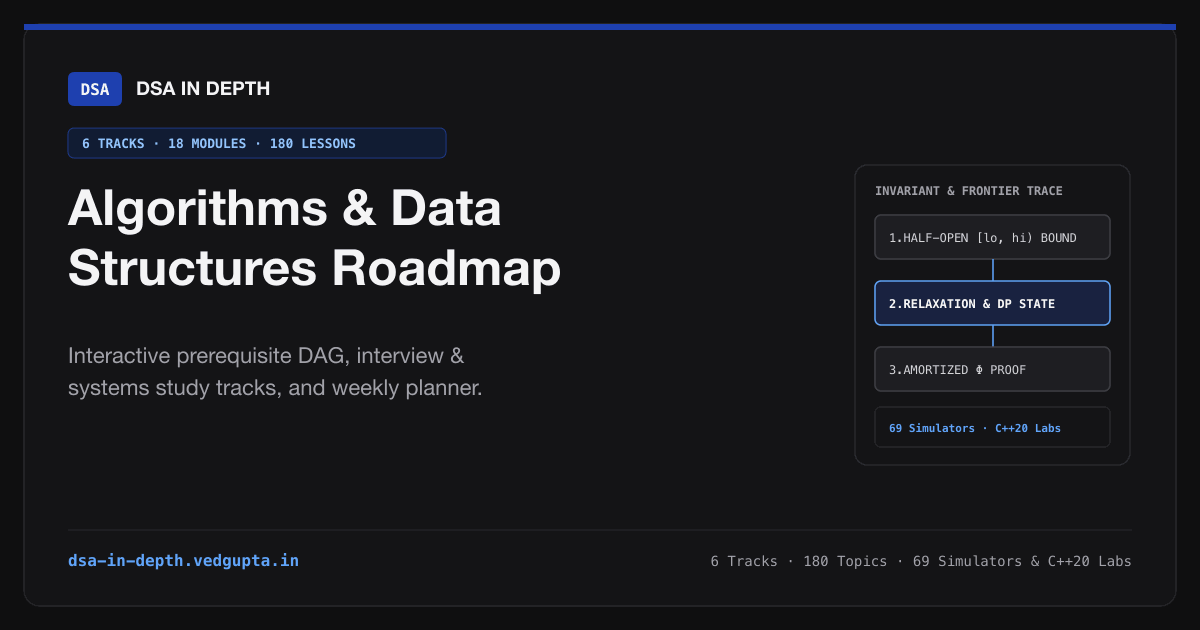 DSA
DSA IN DEPTH
6 TRACKS · 18 MODULES · 180 LESSONS
Algorithms & Data
Structures Roadmap
Interactive prerequisite DAG, interview &
systems study tracks, and weekly planner.
INVARIANT & FRONTIER TRACE
1.HALF-OPEN [lo, hi) BOUND
2.RELAXATION & DP STATE
3.AMORTIZED Φ PROOF
69 Simulators · C++20 Labs
dsa-in-depth.vedgupta.in
6 Tracks · 180 Topics · 69 Simulators & C++20 Labs